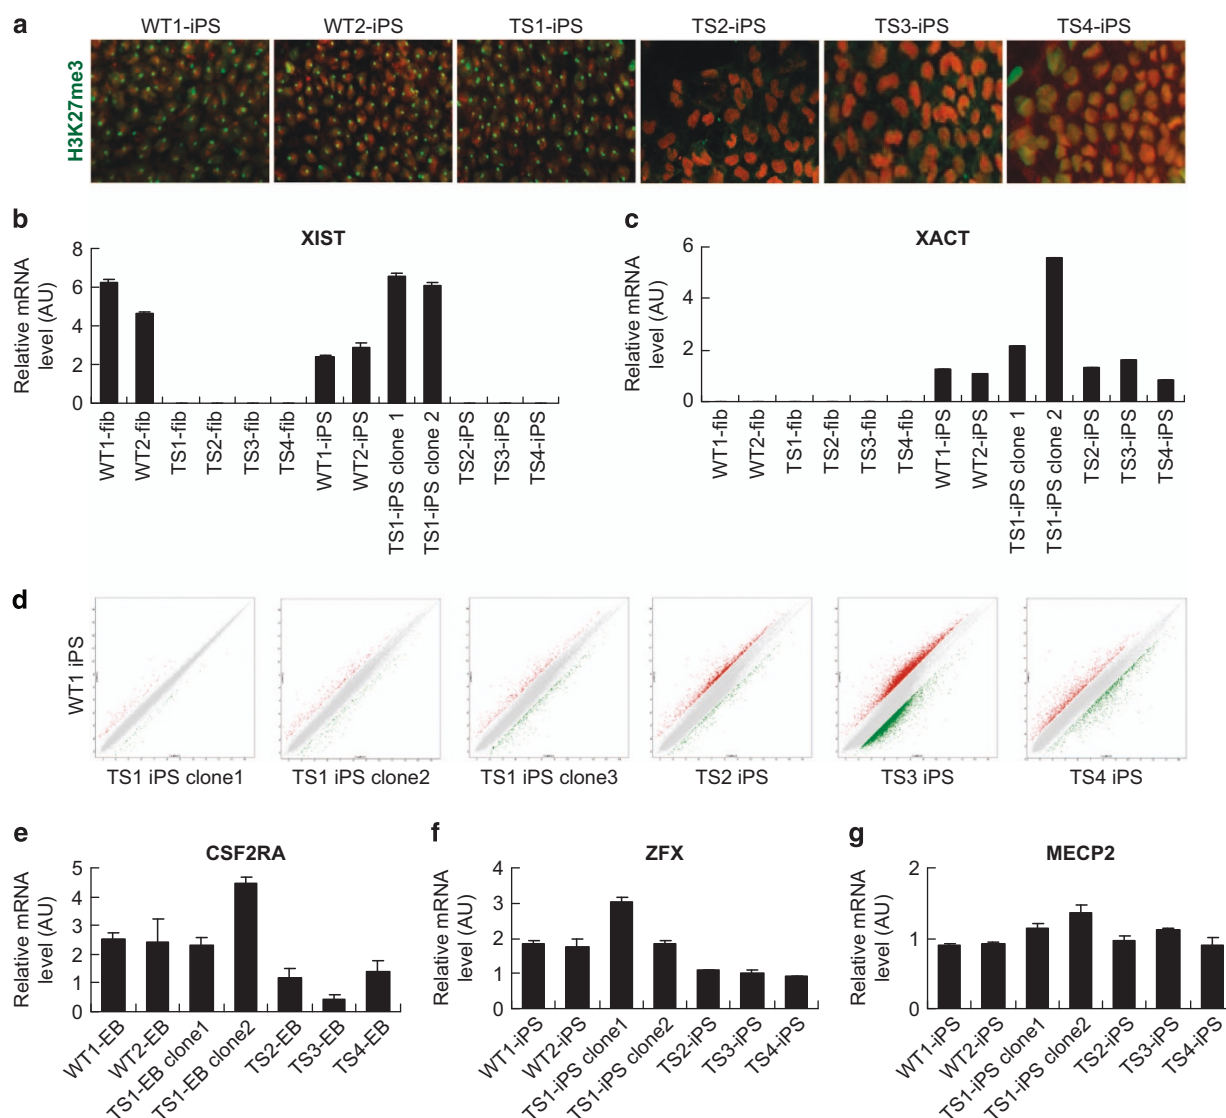 a
WT1-iPS WT2-iPS TS1-iPS TS2-iPS TS3-iPS TS4-iPS
H3K27me3
b
XIST
Relative mRNA
level (AU)
8
6
4
2
0
WT1-fib
WT2-fib
TS1-fib
TS2-fib
TS3-fib
TS4-fib
WT1-iPS
WT2-iPS
TS1-iPS clone 1
TS1-iPS clone 2
TS2-iPS
TS3-iPS
TS4-iPS
c
XACT
Relative mRNA
level (AU)
6
4
2
0
WT1-fib
WT2-fib
TS1-fib
TS2-fib
TS3-fib
TS4-fib
WT1-iPS
WT2-iPS
TS1-iPS clone 1
TS1-iPS clone 2
TS2-iPS
TS3-iPS
TS4-iPS
d
WT1 iPS
TS1 iPS clone1 TS1 iPS clone2 TS1 iPS clone3 TS2 iPS TS3 iPS TS4 iPS
e
CSF2RA
Relative mRNA
level (AU)
5
4
3
2
1
0
WT1-EB
WT2-EB
TS1-EB clone1
TS1-EB clone2
TS2-EB
TS3-EB
TS4-EB
f
ZFX
Relative mRNA
level (AU)
4
3
2
1
0
WT1-iPS
WT2-iPS
TS1-iPS clone1
TS1-iPS clone2
TS2-iPS
TS3-iPS
TS4-iPS
g
MECP2
Relative mRNA
level (AU)
2
1
0
WT1-iPS
WT2-iPS
TS1-iPS clone1
TS1-iPS clone2
TS2-iPS
TS3-iPS
TS4-iPS